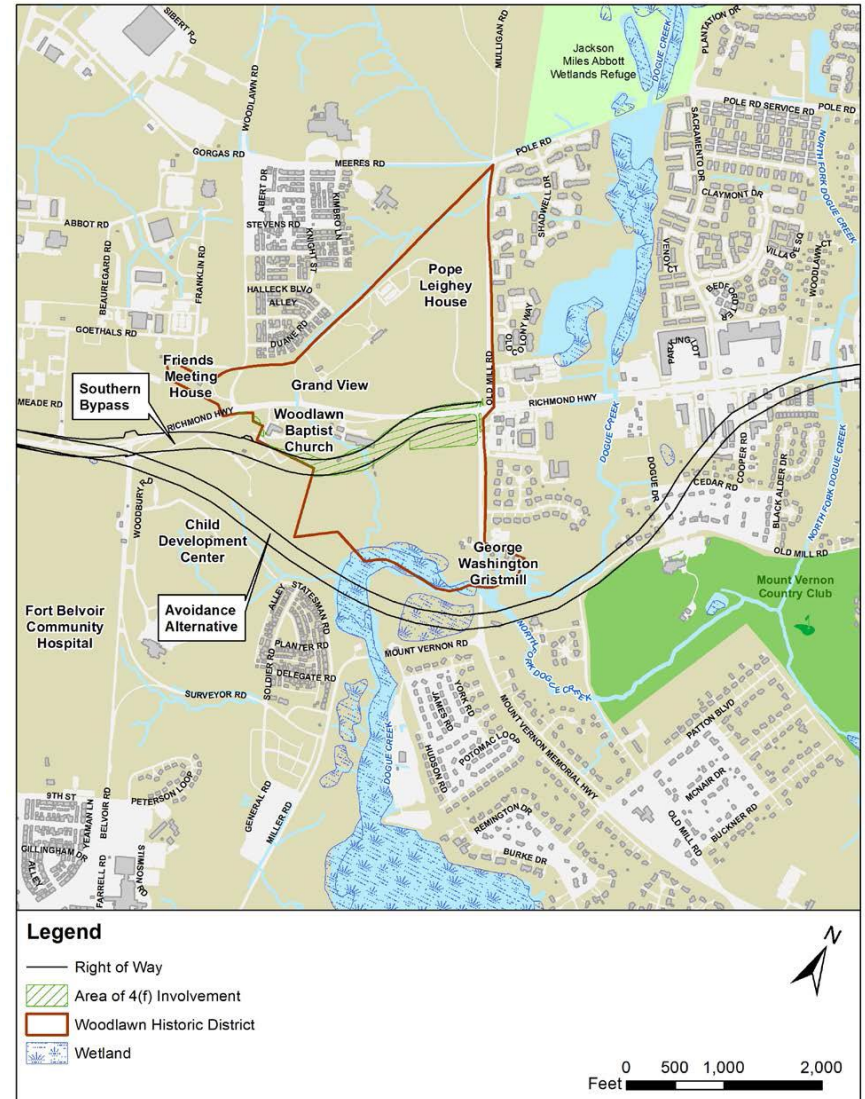 SIBERT RD
WOODLAWN RD
MULLIGAN RD
Jackson
Miles Abbott
Wetlands Refuge
DOGUE CREEK
PLANTATION DR
POLE RD SERVICE RD
POLE RD
POLE RD
NORTH FORK DOGUE CREEK
GORGAS RD
MEERES RD
SACRAMENTO DR
ABERT DR
KIMBRO LN
SHADWELL DR
CLAYMONT DR
ABBOT RD
STEVENS RD
KNIGHT ST
BEAUREGARD RD
FRANKLIN RD
VENOY CT
VILLAGE SQ
WOODLAWN CT
Pope
Leighey
House
HALLECK BLVD
ALLEY
BEDFORD TER
GOETHALS RD
DUANE RD
OLD COLONY WAY
PARKING LOT
Friends
Meeting
House
OLD MILL RD
Grand View
Southern
Bypass
MEADE RD
RICHMOND HWY
RICHMOND HWY
Woodlawn
Baptist
Church
DOGUE CREEK
COOPER RD
BLACK ALDER DR
DOGUE DR
CEDAR RD
NORTH FORK DOGUE CREEK
WOODBURY RD
Child
Development
Center
OLD MILL RD
George
Washington
Gristmill
Mount Vernon
Country Club
Avoidance
Alternative
ALLEY
STATESMAN RD
Fort Belvoir
Community
Hospital
PLANTER RD
MOUNT VERNON RD
NORTH FORK DOGUE CREEK
SOLDIER RD
DELEGATE RD
SURVEYOR RD
YORK RD
JAMES RD
MOUNT VERNON MEMORIAL HWY
PATTON BLVD
DOGUE CREEK
HUDSON RD
POTOMAC LOOP
MCNAIR DR
9TH ST
PETERSON LOOP
GENERAL RD
MILLER RD
OLD MILL RD
BUCKNER RD
YEAMAN LN
BELVOIR RD
REMINGTON DR
GILLINGHAM DR
STIMSON RD
BURKE DR
ALLEY
FARRELL RD
Legend
N
Right of Way
Area of 4(f) Involvement
Woodlawn Historic District
Wetland
0 500 1,000 2,000
Feet